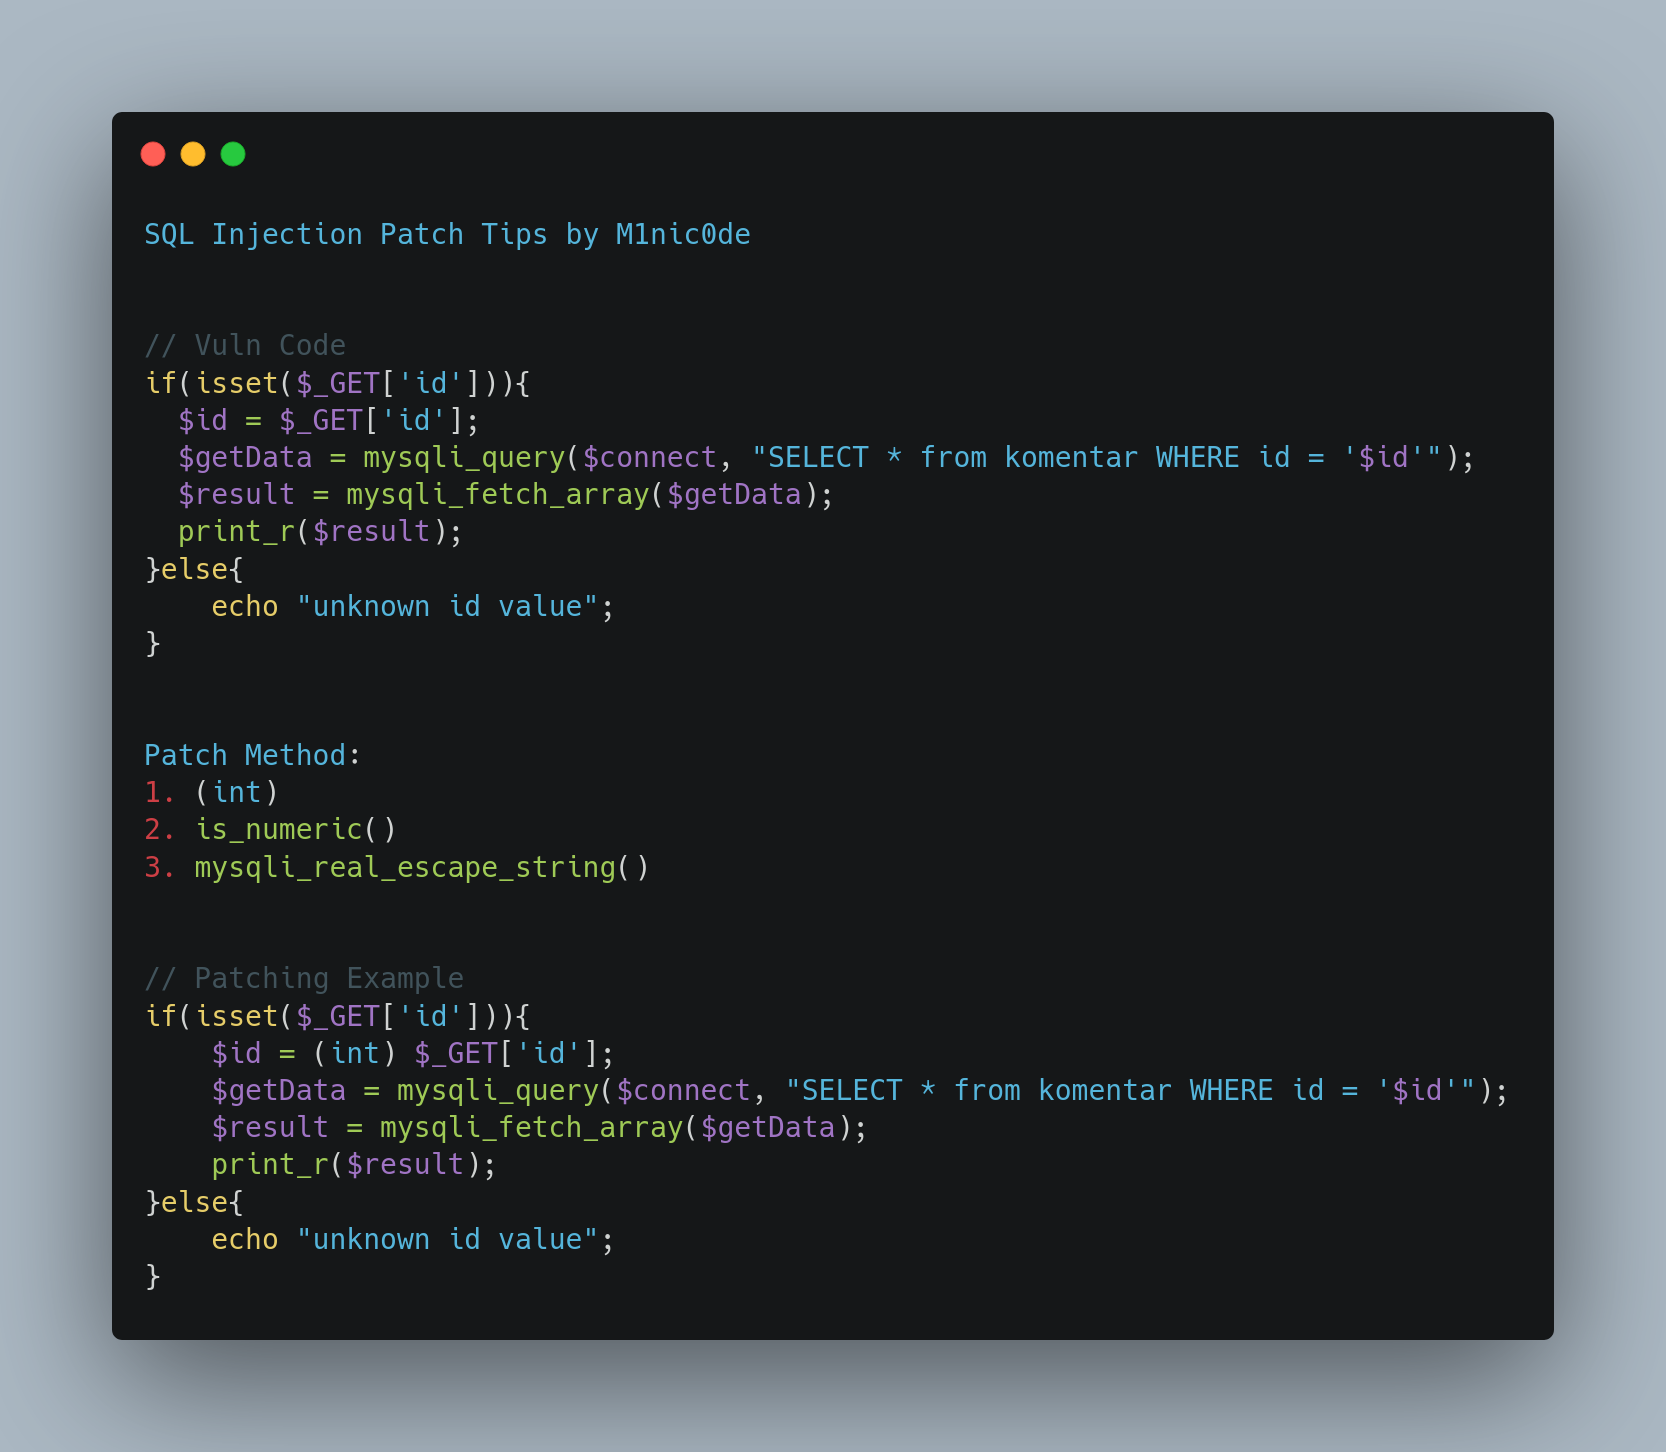 SQL Injection Patch Tips by M1nic0de
// Vuln Code
if(isset($_GET['id'])){
  $id = $_GET['id'];
  $getData = mysqli_query($connect, "SELECT * from komentar WHERE id = '$id'");
  $result = mysqli_fetch_array($getData);
  print_r($result);
}else{
    echo "unknown id value";
}
Patch Method:
1. (int)
2. is_numeric()
3. mysqli_real_escape_string()
// Patching Example
if(isset($_GET['id'])){
    $id = (int) $_GET['id'];
    $getData = mysqli_query($connect, "SELECT * from komentar WHERE id = '$id'");
    $result = mysqli_fetch_array($getData);
    print_r($result);
}else{
    echo "unknown id value";
}